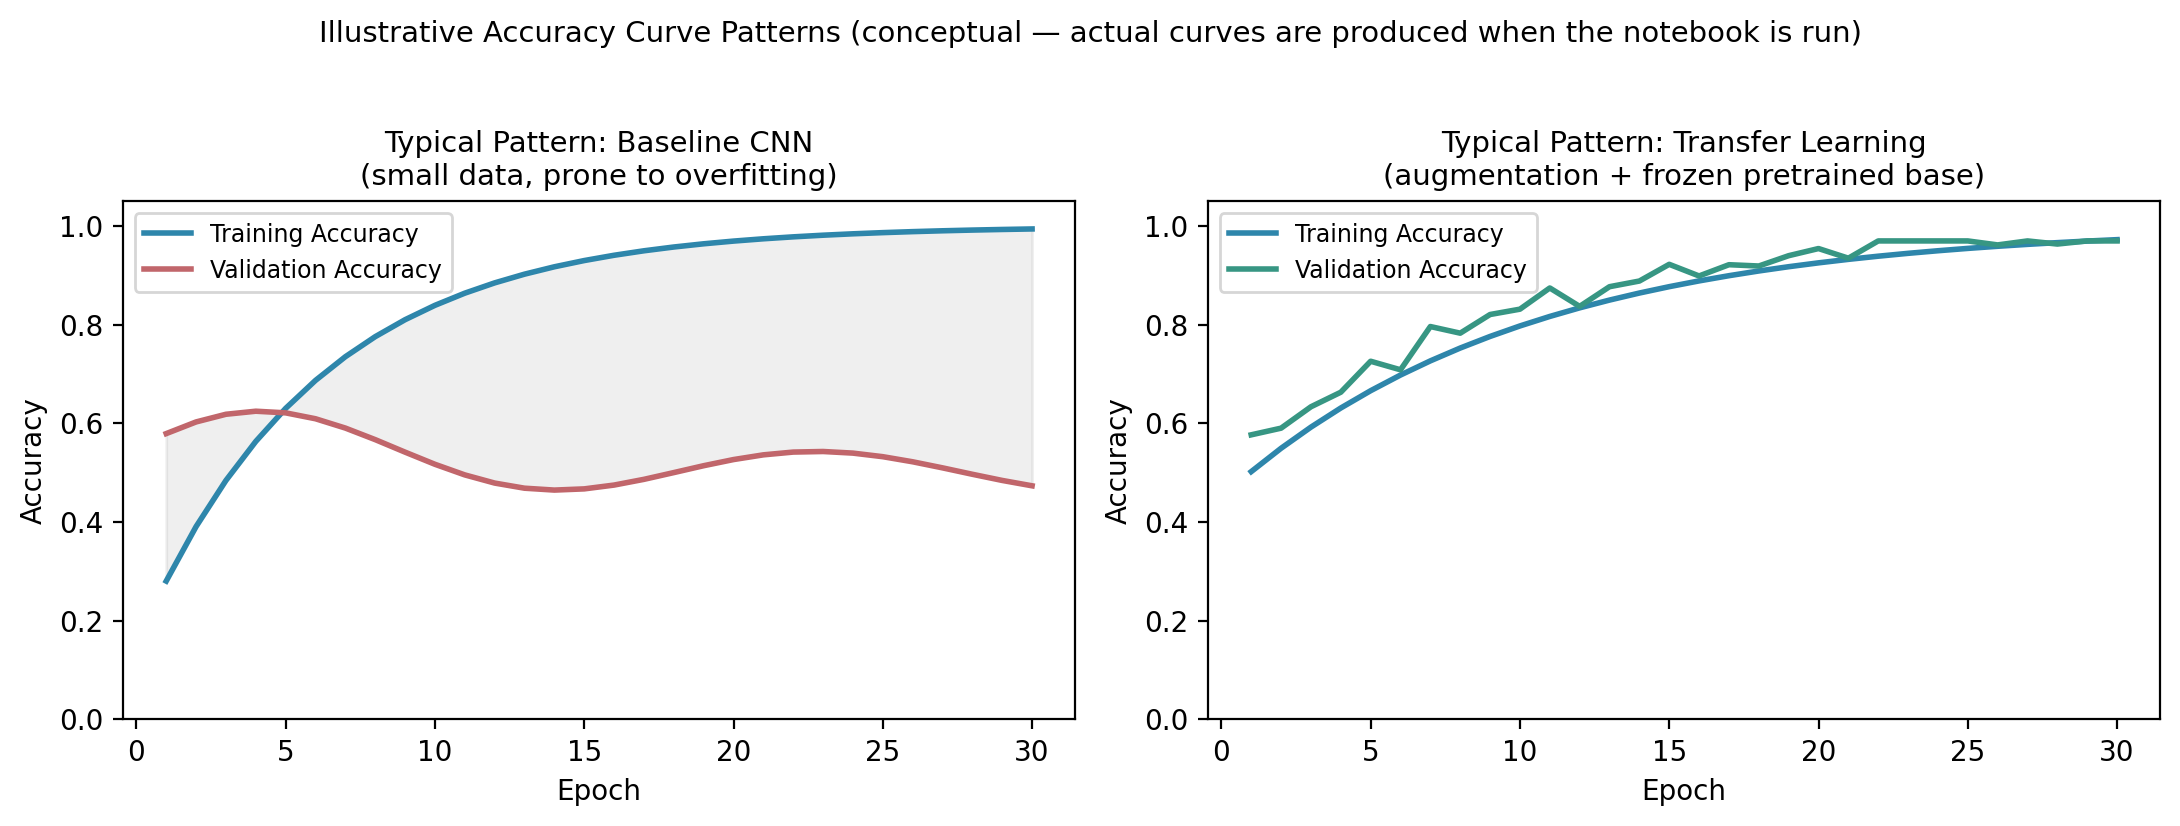 Illustrative Accuracy Curve Patterns (conceptual — actual curves are produced when the notebook is run)
Typical Pattern: Baseline CNN
(small data, prone to overfitting)
Training Accuracy
Validation Accuracy
Accuracy
1.0
0.8
0.6
0.4
0.2
0.0
0 5 10 15 20 25 30
Epoch
Typical Pattern: Transfer Learning
(augmentation + frozen pretrained base)
Training Accuracy
Validation Accuracy
Accuracy
1.0
0.8
0.6
0.4
0.2
0.0
0 5 10 15 20 25 30
Epoch